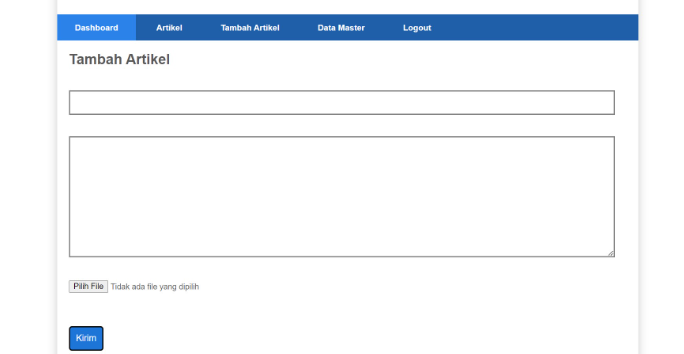 Dashboard Artikel Tambah Artikel Data Master Logout
Tambah Artikel
Pilih File Tidak ada file yang dipilih
Kirim